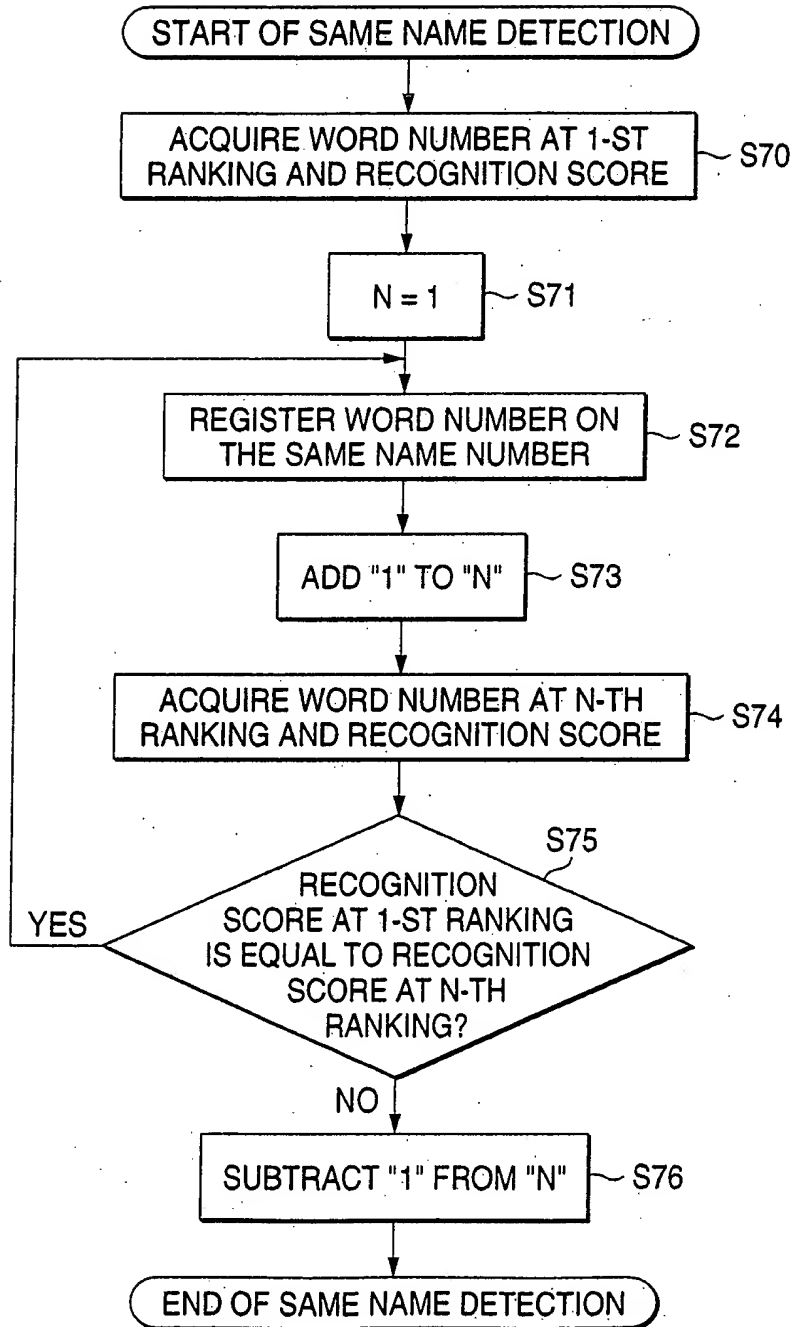 START OF SAME NAME DETECTION
ACQUIRE WORD NUMBER AT 1-ST
RANKING AND RECOGNITION SCORE
S70
N = 1
S71
REGISTER WORD NUMBER ON
THE SAME NAME NUMBER
S72
ADD "1" TO "N"
S73
ACQUIRE WORD NUMBER AT N-TH
RANKING AND RECOGNITION SCORE
S74
S75
RECOGNITION
SCORE AT 1-ST RANKING
IS EQUAL TO RECOGNITION
SCORE AT N-TH
RANKING?
YES
NO
SUBTRACT "1" FROM "N"
S76
END OF SAME NAME DETECTION